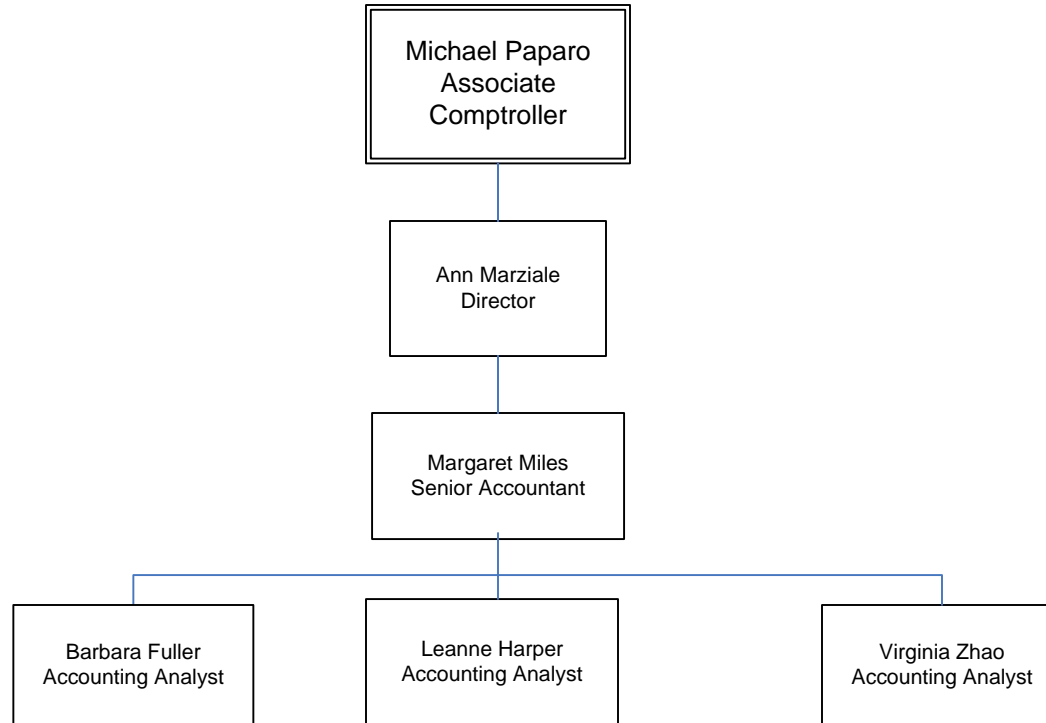 Michael Paparo
Associate
Comptroller
Ann Marziale
Director
Margaret Miles
Senior Accountant
Barbara Fuller
Accounting Analyst
Leanne Harper
Accounting Analyst
Virginia Zhao
Accounting Analyst